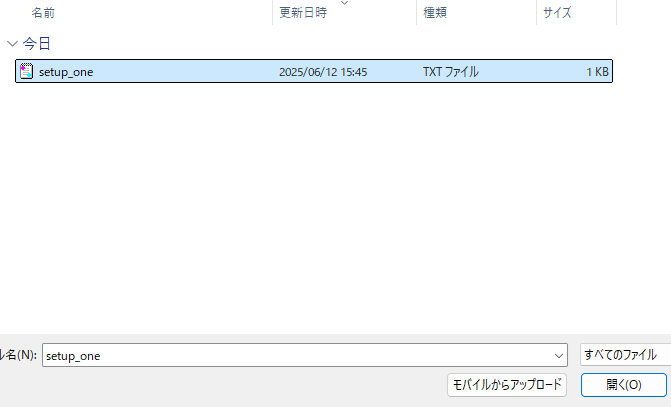 名前 更新日時 種類 サイズ
今日
setup_one 2025/06/12 15:45 TXT ファイル 1 KB
ル名(N): setup_one すべてのファイル
モバイルからアップロード 開く(O)